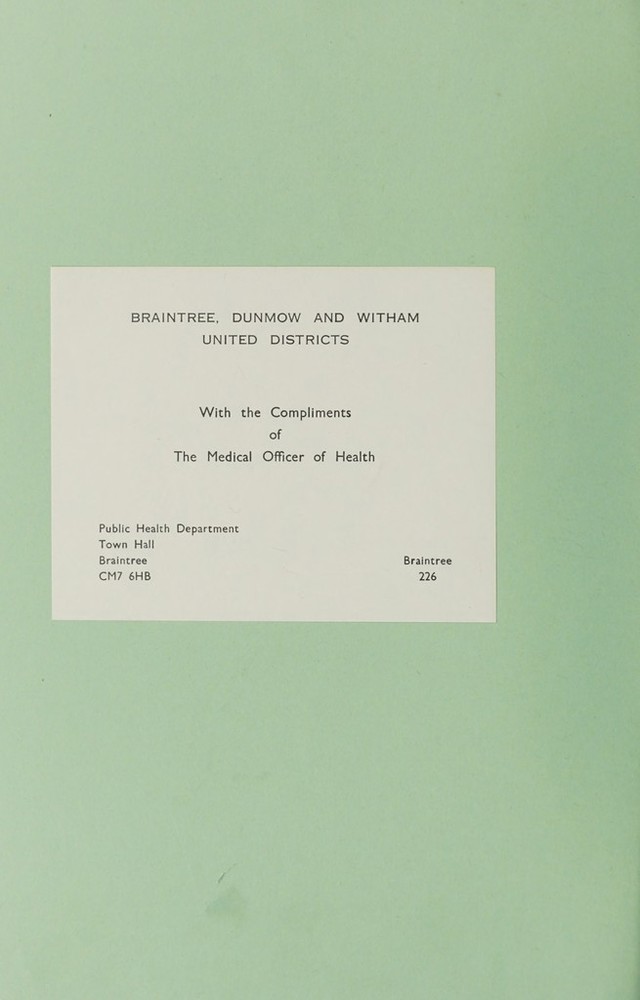 BRAINTREE, DUNMOW AND WITHAM
UNITED DISTRICTS
With the Compliments
of
The Medical Officer of Health
Public Health Department
Town Hall
Braintree
CM7 6HB
Braintree
226